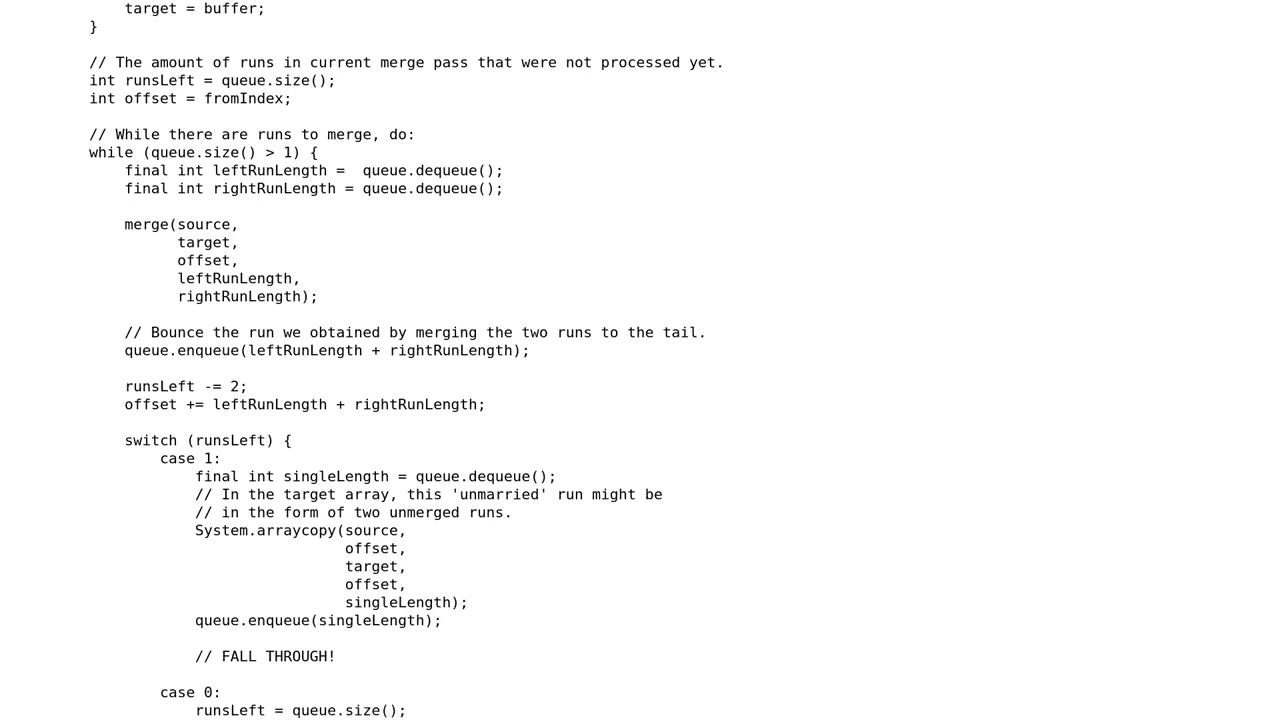 target = buffer;
}

// The amount of runs in current merge pass that were not processed yet.
int runsLeft = queue.size();
int offset = fromIndex;

// While there are runs to merge, do:
while (queue.size() > 1) {
    final int leftRunLength =  queue.dequeue();
    final int rightRunLength = queue.dequeue();

    merge(source,
          target,
          offset,
          leftRunLength,
          rightRunLength);

    // Bounce the run we obtained by merging the two runs to the tail.
    queue.enqueue(leftRunLength + rightRunLength);

    runsLeft -= 2;
    offset += leftRunLength + rightRunLength;

    switch (runsLeft) {
        case 1:
            final int singleLength = queue.dequeue();
            // In the target array, this 'unmarried' run might be
            // in the form of two unmerged runs.
            System.arraycopy(source,
                             offset,
                             target,
                             offset,
                             singleLength);
            queue.enqueue(singleLength);

            // FALL THROUGH!

        case 0:
            runsLeft = queue.size();